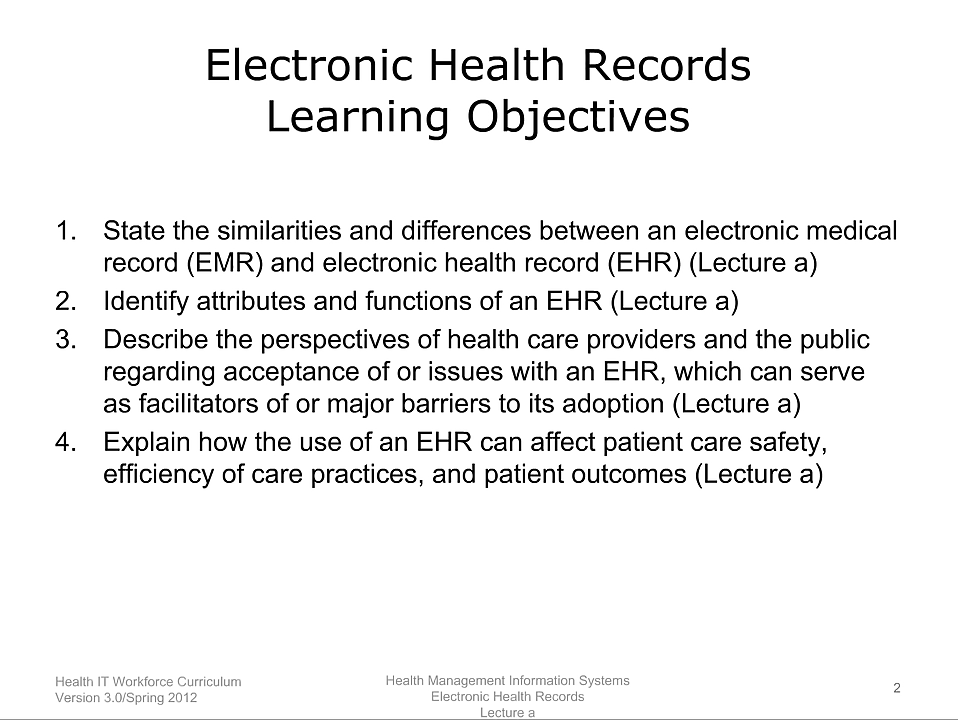 Electronic Health Records
Learning Objectives
1. State the similarities and differences between an electronic medical
record (EMR) and electronic health record (EHR) (Lecture a)
2. Identify attributes and functions of an EHR (Lecture a)
3. Describe the perspectives of health care providers and the public
regarding acceptance of or issues with an EHR, which can serve
as facilitators of or major barriers to its adoption (Lecture a)
4. Explain how the use of an EHR can affect patient care safety,
efficiency of care practices, and patient outcomes (Lecture a)
Health IT Workforce Curriculum
Version 3.0/Spring 2012
Health Management Information Systems
Electronic Health Records
Lecture a
2